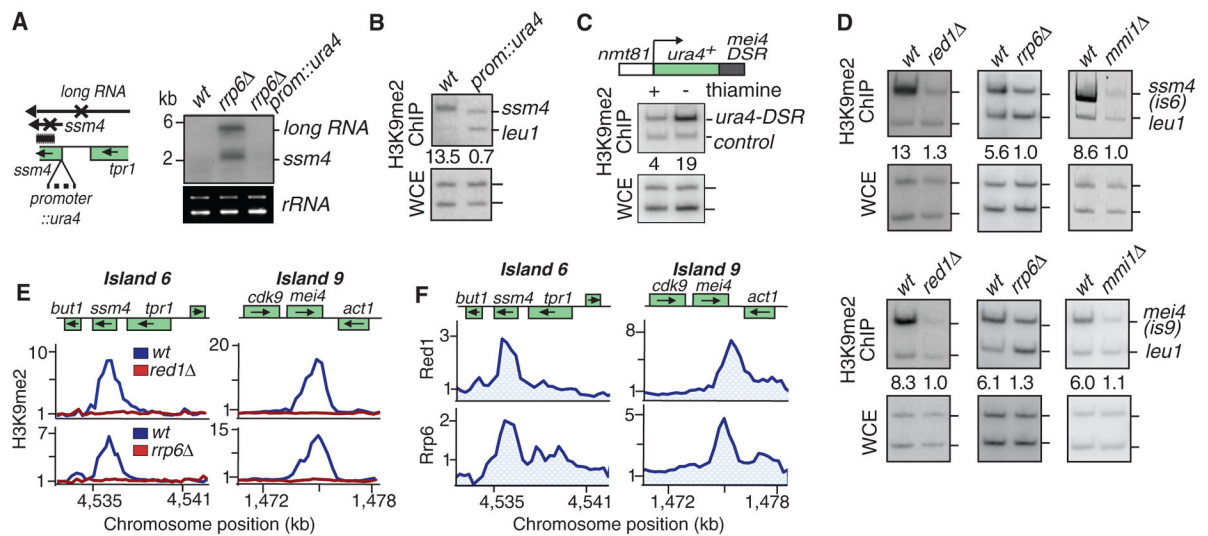 A
long RNA
ssm4
ssm4
tpr1
promoter
::ura4
kb
wt
rrp6Δ
rrp6Δ
prom::ura4
6
2
long RNA
ssm4
rRNA
B
wt
prom::ura4
H3K9me2
ChIP
ssm4
leu1
13.5 0.7
WCE
C
nmt81
ura4+
mei4
DSR
+ - thiamine
H3K9me2
ChIP
ura4-DSR
control
4 19
WCE
D
wt red1Δ
wt rrp6Δ
wt mmi1Δ
H3K9me2
ChIP
ssm4
(is6)
leu1
13 1.3
5.6 1.0
8.6 1.0
WCE
wt red1Δ
wt rrp6Δ
wt mmi1Δ
H3K9me2
ChIP
mei4
(is9)
leu1
8.3 1.0
6.1 1.3
6.0 1.1
WCE
E
Island 6
Island 9
but1 ssm4 tpr1
cdk9 mei4
act1
H3K9me2
10
1
wt
red1Δ
20
1
7
1
wt
rrp6Δ
15
1
4,535 4,541
1,472 1,478
Chromosome position (kb)
F
Island 6
Island 9
but1 ssm4 tpr1
cdk9 mei4
act1
Red1
3
1
8
1
Rrp6
2
1
5
1
4,535 4,541
1,472 1,478
Chromosome position (kb)